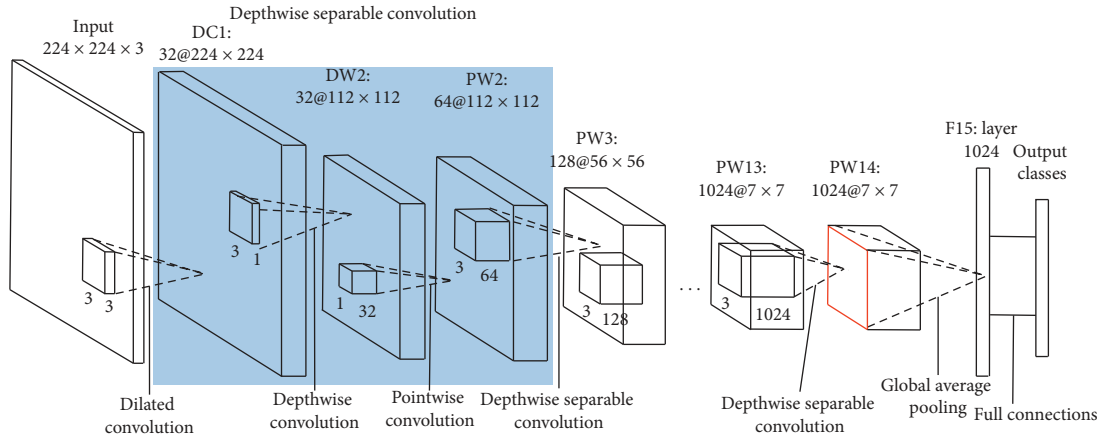 Depthwise separable convolution
Input
224 × 224 × 3
DC1:
32@224 × 224
DW2:
32@112 × 112
PW2:
64@112 × 112
PW3:
128@56 × 56
PW13:
1024@7 × 7
PW14:
1024@7 × 7
F15: layer
1024
Output
classes
3
3
3
1
1
32
3
64
3
128
...
3
1024
Dilated
convolution
Depthwise
convolution
Pointwise
convolution
Depthwise separable
convolution
Depthwise separable
convolution
Global average
pooling
Full connections